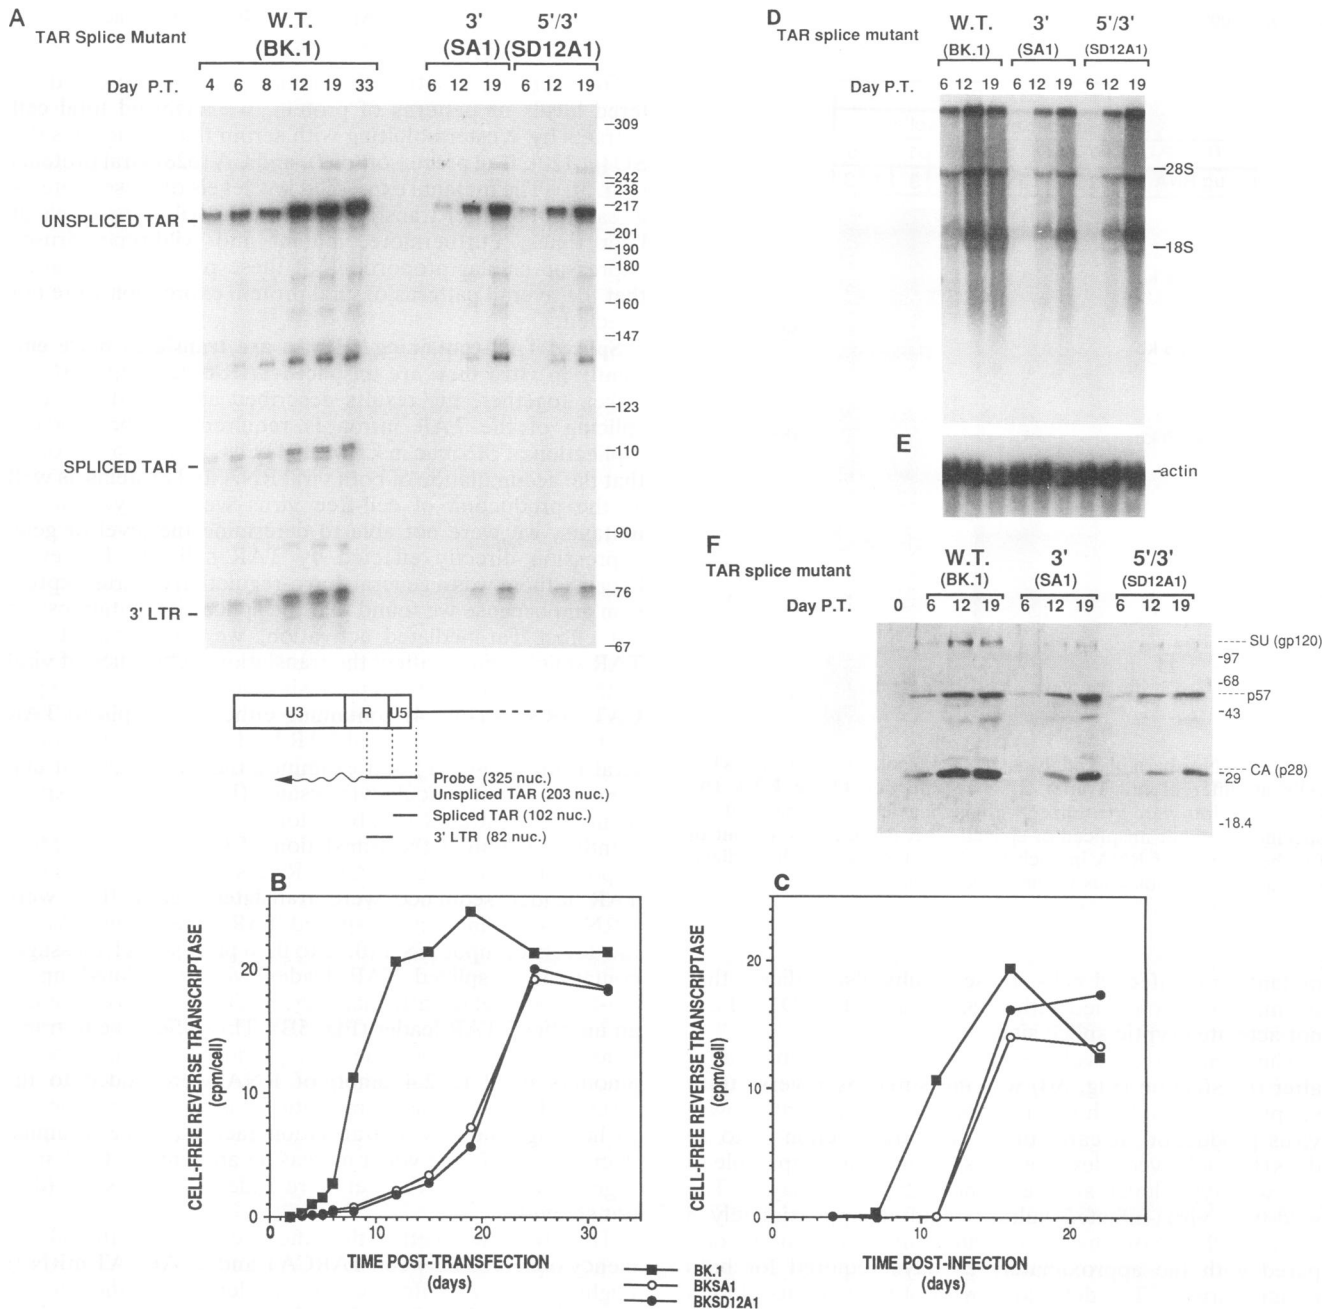 A
TAR Splice Mutant
W.T.
(BK.1)
3'
(SA1)
5'/3'
(SD12A1)
Day P.T. 4 6 8 12 19 33 6 12 19 6 12 19
-309
-242
-238
-217
-201
-190
-180
-160
-147
-123
-110
-90
-76
-67
UNSPLICED TAR -
SPLICED TAR -
3' LTR -
U3 R U5
Probe (325 nuc.)
Unspliced TAR (203 nuc.)
Spliced TAR (102 nuc.)
3' LTR (82 nuc.)
D
TAR splice mutant
W.T.
(BK.1)
3'
(SA1)
5'/3'
(SD12A1)
Day P.T. 6 12 19 6 12 19 6 12 19
-28S
-18S
E
-actin
F
TAR splice mutant
W.T.
(BK.1)
3'
(SA1)
5'/3'
(SD12A1)
Day P.T. 0 6 12 19 6 12 19 6 12 19
SU (gp120)
-97
-68
p57
-43
CA (p28)
-29
-18.4
B
CELL-FREE REVERSE TRANSCRIPTASE
(cpm/cell)
20
10
0
0 10 20 30
TIME POST-TRANSFECTION
(days)
C
CELL-FREE REVERSE TRANSCRIPTASE
(cpm/cell)
20
10
0
0 10 20
TIME POST-INFECTION
(days)
BK.1
BKSA1
BKSD12A1